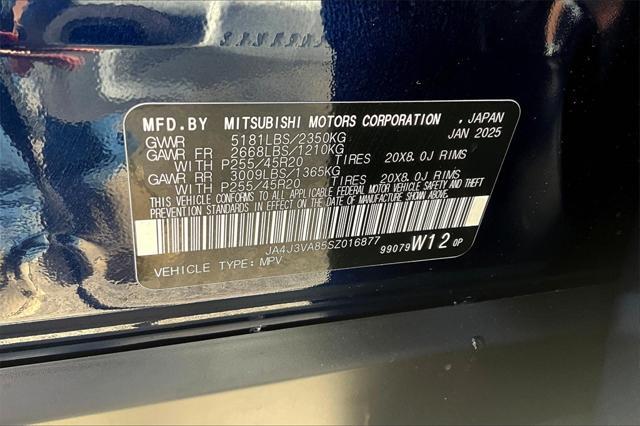 MFD.BY MITSUBISHI MOTORS CORPORATION , JAPAN
GVWR 5181LBS/2350KG JAN 2025
GAWR FR 2668LBS/1210KG
WITH P255/45R20 TIRES 20X8.0J RIMS
GAWR RR 3009LBS/1365KG
WITH P255/45R20 TIRES 20X8.0J RIMS
THIS VEHICLE CONFORMS TO ALL APPLICABLE FEDERAL MOTOR VEHICLE SAFETY AND THEFT
PREVENTION STANDARDS IN EFFECT ON THE DATE OF MANUFACTURE SHOWN ABOVE.
JA4J3VA85SZ016877
VEHICLE TYPE:MPV 99079 W12 OP